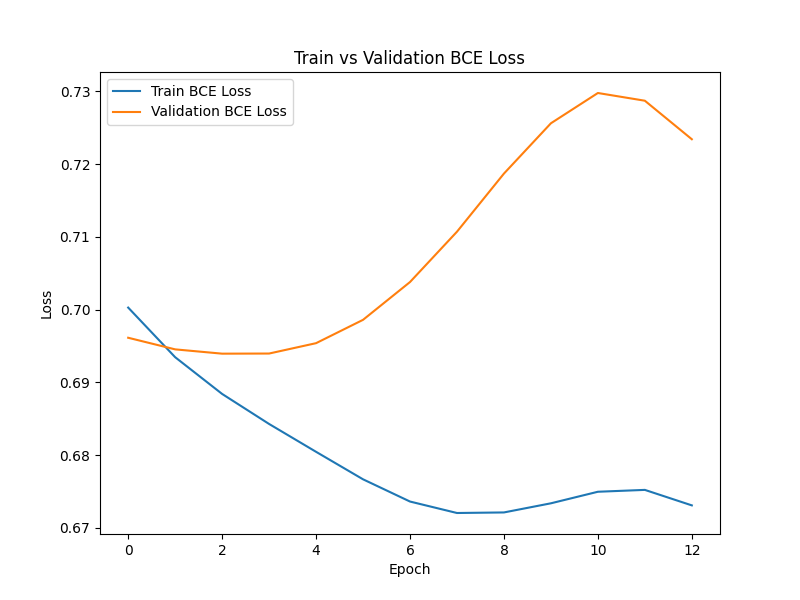 Train vs Validation BCE Loss
Train BCE Loss
Validation BCE Loss
0.73
0.72
0.71
0.70
0.69
0.68
0.67
Loss
0 2 4 6 8 10 12
Epoch